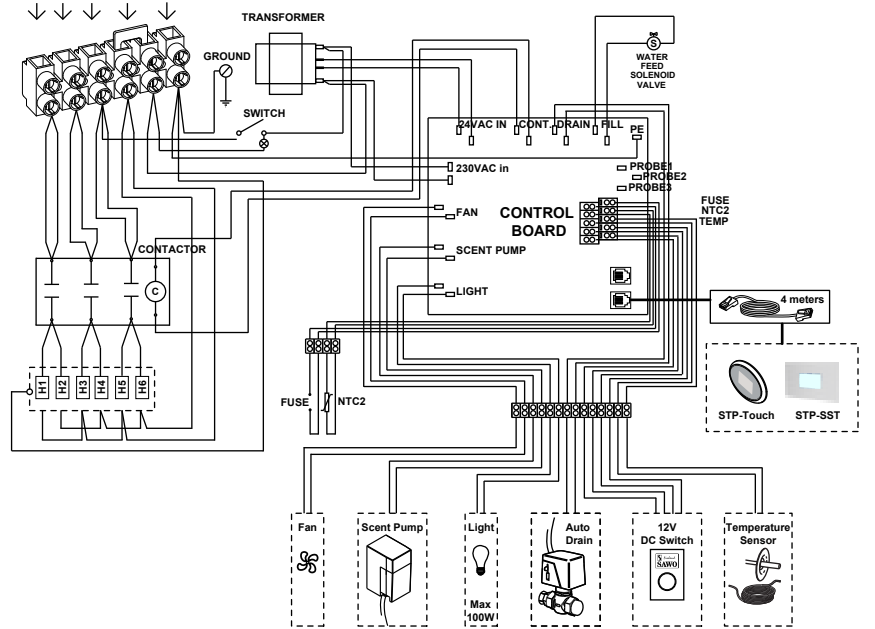 TRANSFORMER
GROUND
SWITCH
WATER
FEED
SOLENOID
VALVE
S
24VAC IN
CONT.
DRAIN
FILL
PE
230VAC in
PROBE1
PROBE2
PROBE3
FAN
CONTROL
BOARD
FUSE
NTC2
TEMP
SCENT PUMP
LIGHT
CONTACTOR
C
4 meters
H1
H2
H3
H4
H5
H6
FUSE
NTC2
STP-Touch
STP-SST
Fan
Scent Pump
Light
Max
100W
Auto
Drain
12V
DC Switch
SAWO
Temperature
Sensor